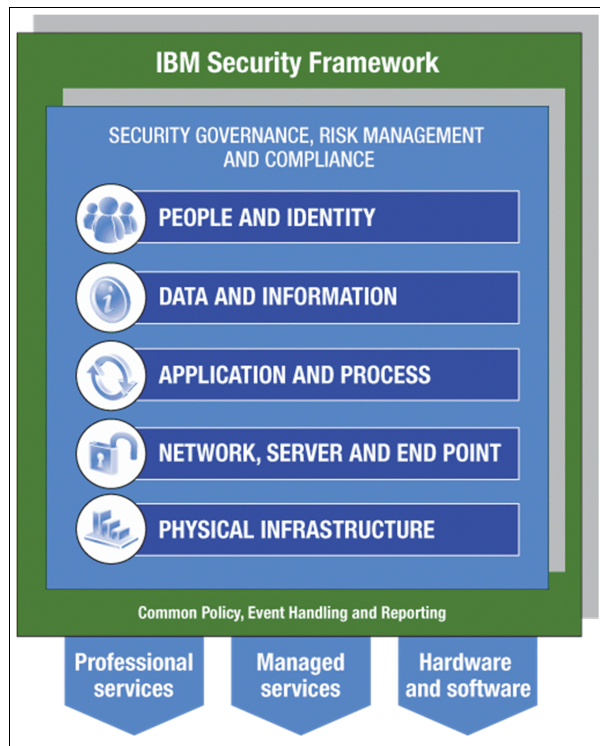 IBM Security Framework
SECURITY GOVERNANCE, RISK MANAGEMENT
AND COMPLIANCE
PEOPLE AND IDENTITY
DATA AND INFORMATION
APPLICATION AND PROCESS
NETWORK, SERVER AND END POINT
PHYSICAL INFRASTRUCTURE
Common Policy, Event Handling and Reporting
Professional
services
Managed
services
Hardware
and software